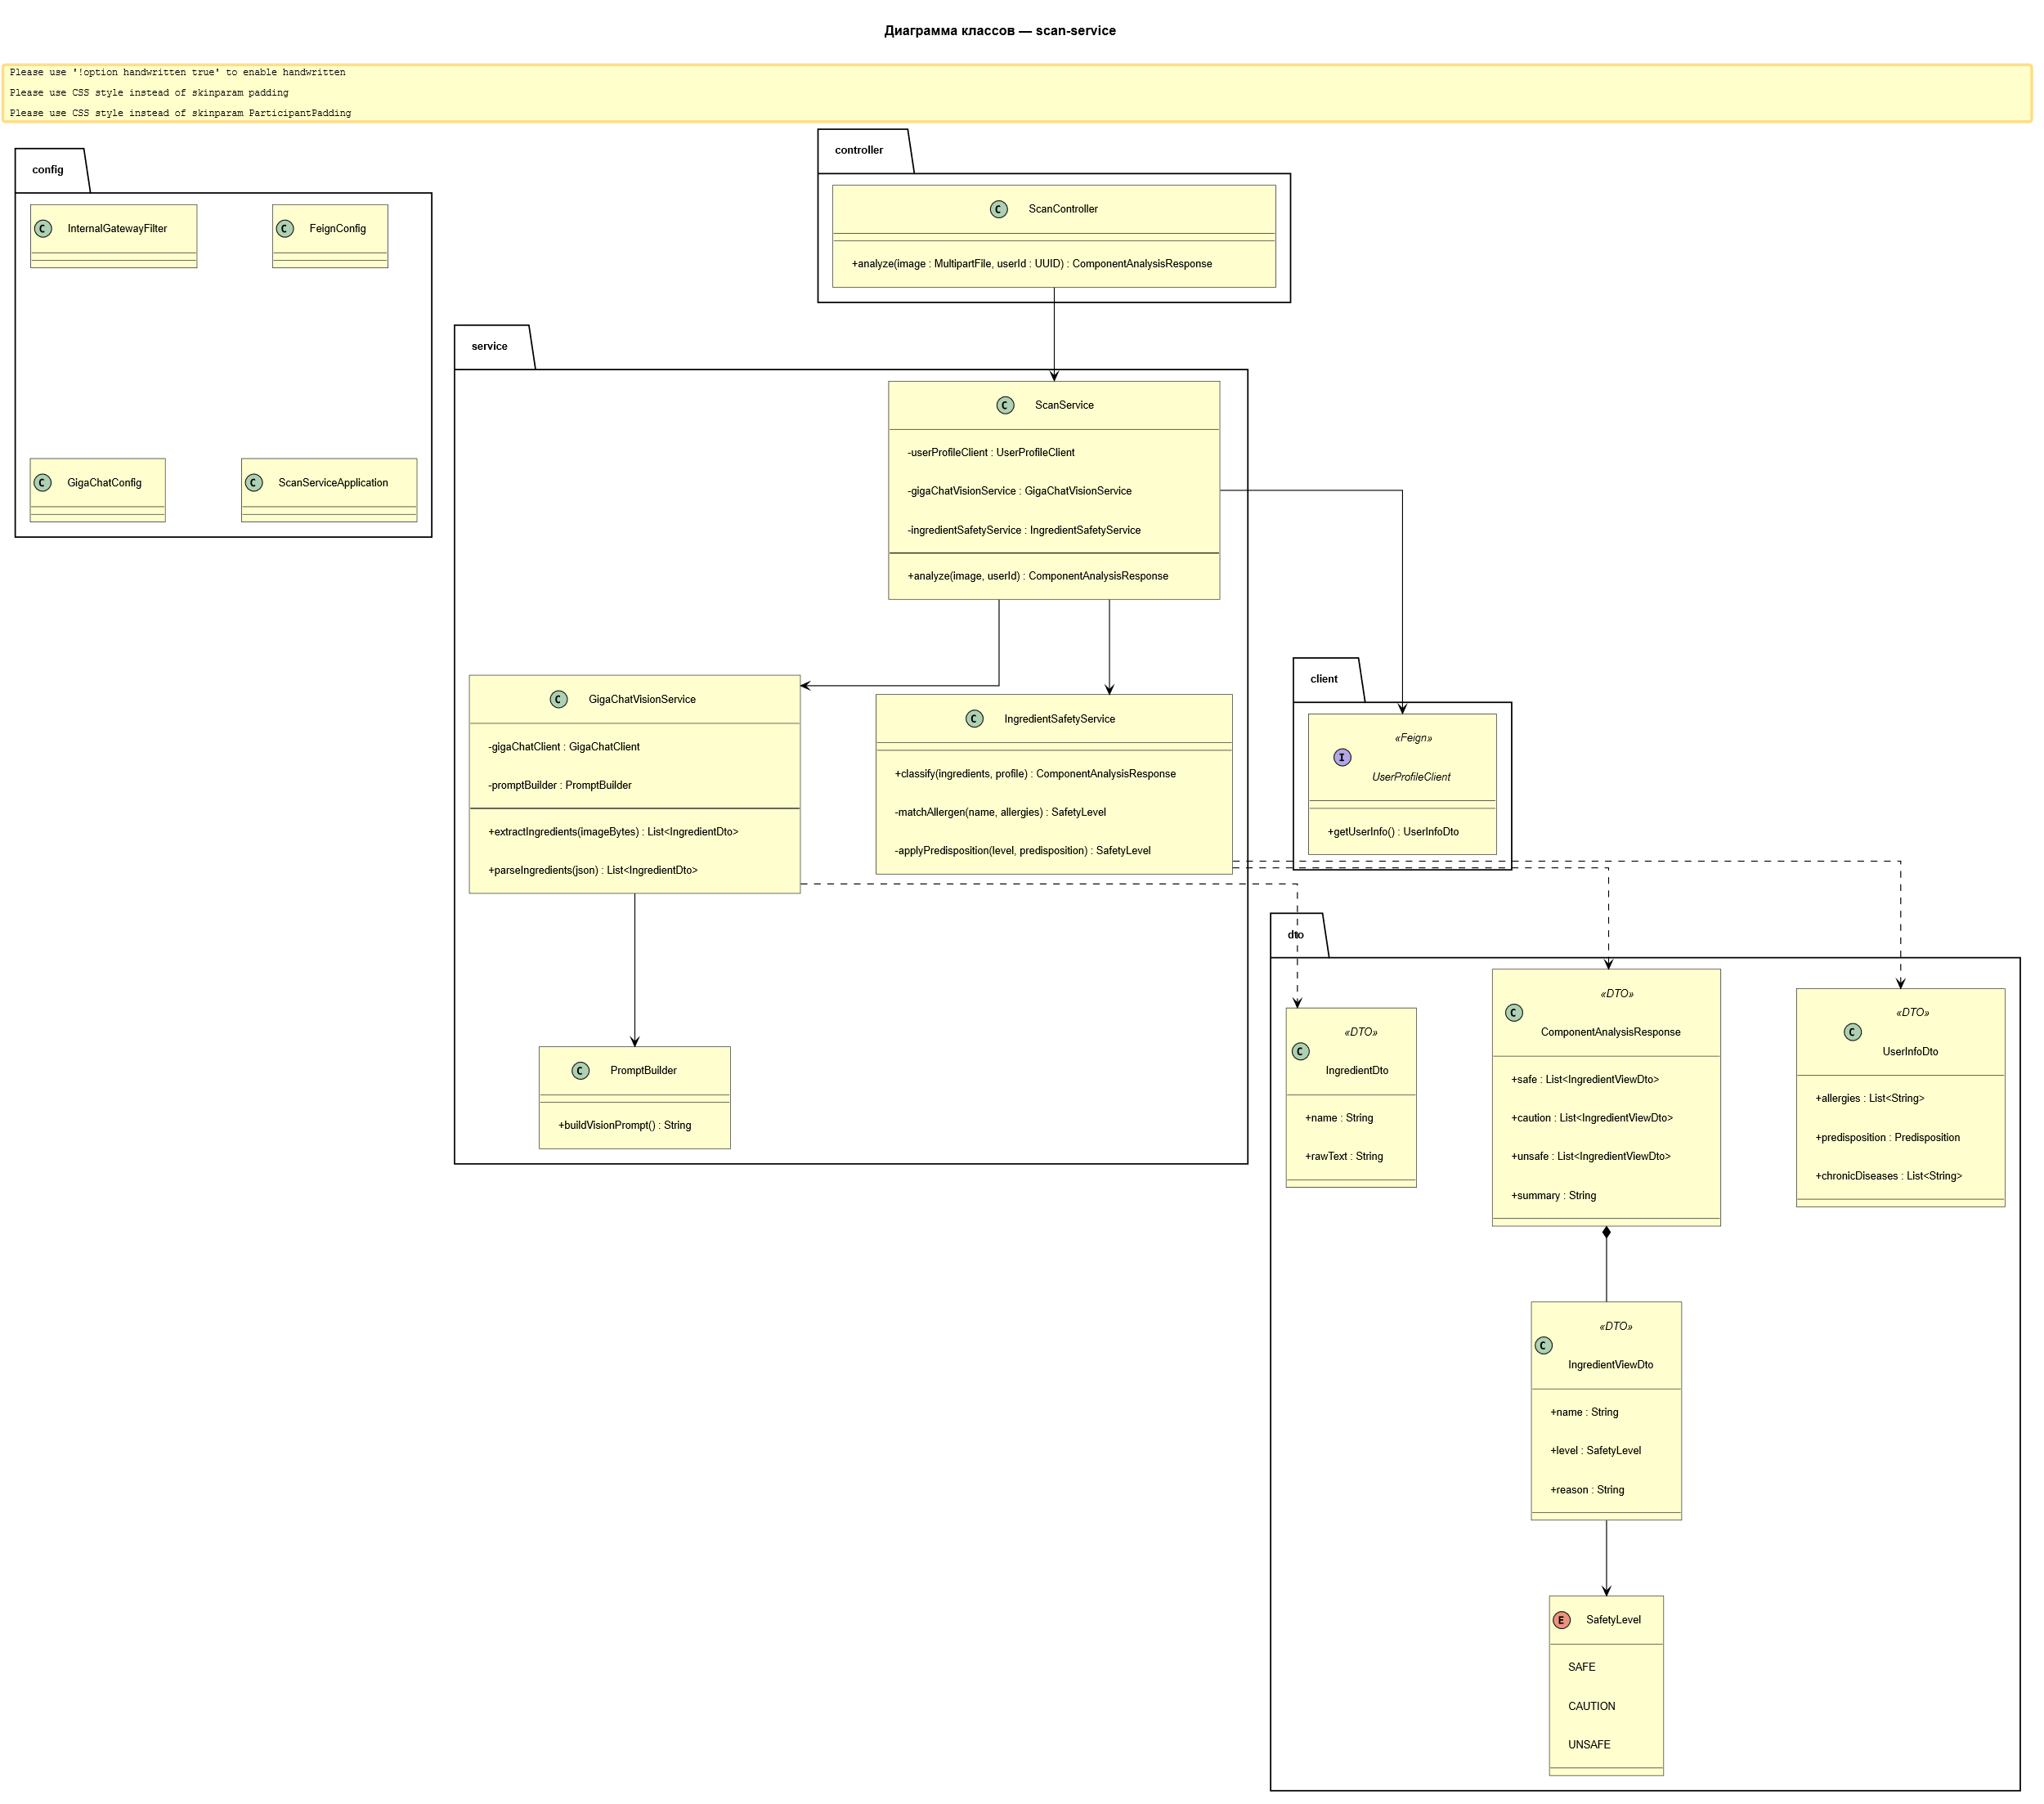 Диаграмма классов — scan-service
Please use '!option handwritten true' to enable handwritten
Please use CSS style instead of skinparam padding
Please use CSS style instead of skinparam ParticipantPadding
config
C InternalGatewayFilter
C FeignConfig
C GigaChatConfig
C ScanServiceApplication
controller
C ScanController
+analyze(image : MultipartFile, userId : UUID) : ComponentAnalysisResponse
service
C ScanService
-userProfileClient : UserProfileClient
-gigaChatVisionService : GigaChatVisionService
-ingredientSafetyService : IngredientSafetyService
+analyze(image, userId) : ComponentAnalysisResponse
C GigaChatVisionService
-gigaChatClient : GigaChatClient
-promptBuilder : PromptBuilder
+extractIngredients(imageBytes) : List<IngredientDto>
+parseIngredients(json) : List<IngredientDto>
C IngredientSafetyService
+classify(ingredients, profile) : ComponentAnalysisResponse
-matchAllergen(name, allergies) : SafetyLevel
-applyPredisposition(level, predisposition) : SafetyLevel
C PromptBuilder
+buildVisionPrompt() : String
client
«Feign»
I
UserProfileClient
+getUserInfo() : UserInfoDto
dto
«DTO»
C
IngredientDto
+name : String
+rawText : String
«DTO»
C
ComponentAnalysisResponse
+safe : List<IngredientViewDto>
+caution : List<IngredientViewDto>
+unsafe : List<IngredientViewDto>
+summary : String
«DTO»
C
UserInfoDto
+allergies : List<String>
+predisposition : Predisposition
+chronicDiseases : List<String>
«DTO»
C
IngredientViewDto
+name : String
+level : SafetyLevel
+reason : String
E SafetyLevel
SAFE
CAUTION
UNSAFE